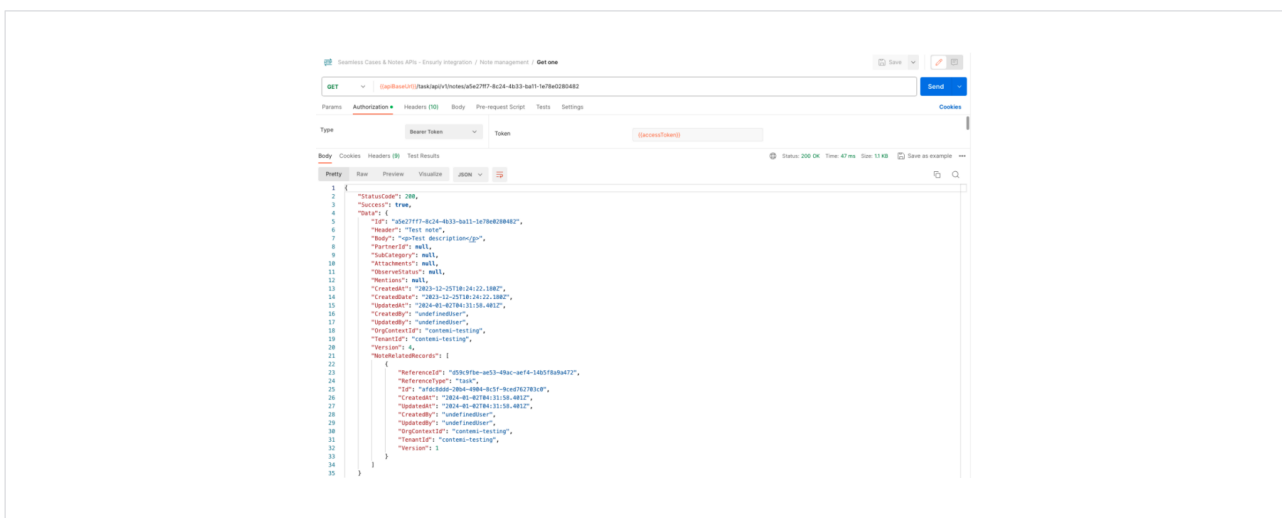 Seamless Cases & Notes APIs - Ensurly Integration / Note management / Get one
Save
GET {{apiBaseUrl}}/task/api/v1/notes/a5e27ff7-8c24-4b33-ba11-1e78e0280482 Send
Params Authorization Headers (10) Body Pre-request Script Tests Settings Cookies
Type Bearer Token Token {{accessToken}}
Body Cookies Headers (9) Test Results Status: 200 OK Time: 47 ms Size: 1.1 KB Save as example
Pretty Raw Preview Visualize JSON
1 {
2 "StatusCode": 200,
3 "Success": true,
4 "Data": {
5 "Id": "a5e27ff7-8c24-4b33-ba11-1e78e0280482",
6 "Header": "Test note",
7 "Body": "<p>Test description</p>",
8 "PartnerId": null,
9 "SubCategory": null,
10 "Attachments": null,
11 "ObserveStatus": null,
12 "Mentions": null,
13 "CreatedAt": "2023-12-25T10:24:22.180Z",
14 "CreatedDate": "2023-12-25T10:24:22.180Z",
15 "UpdatedAt": "2024-01-02T04:31:58.401Z",
16 "CreatedBy": "undefinedUser",
17 "UpdatedBy": "undefinedUser",
18 "OrgContextId": "contemi-testing",
19 "TenantId": "contemi-testing",
20 "Version": 4,
21 "NoteRelatedRecords": [
22 {
23 "ReferenceId": "d59c9fbe-ae53-49ac-aef4-14b5f8a9a472",
24 "ReferenceType": "task",
25 "Id": "afdc8ddd-20b4-4984-8c5f-9ced762703c0",
26 "CreatedAt": "2024-01-02T04:31:58.401Z",
27 "UpdatedAt": "2024-01-02T04:31:58.401Z",
28 "CreatedBy": "undefinedUser",
29 "UpdatedBy": "undefinedUser",
30 "OrgContextId": "contemi-testing",
31 "TenantId": "contemi-testing",
32 "Version": 1
33 }
34 ]
35 }